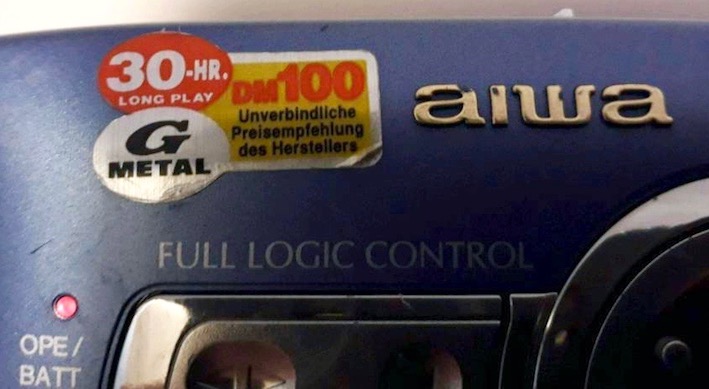 30-HR.
LONG PLAY
G
METAL
DM100
Unverbindliche
Preisempfehlung
des Herstellers
aiwa
FULL LOGIC CONTROL
OPE/
BATT